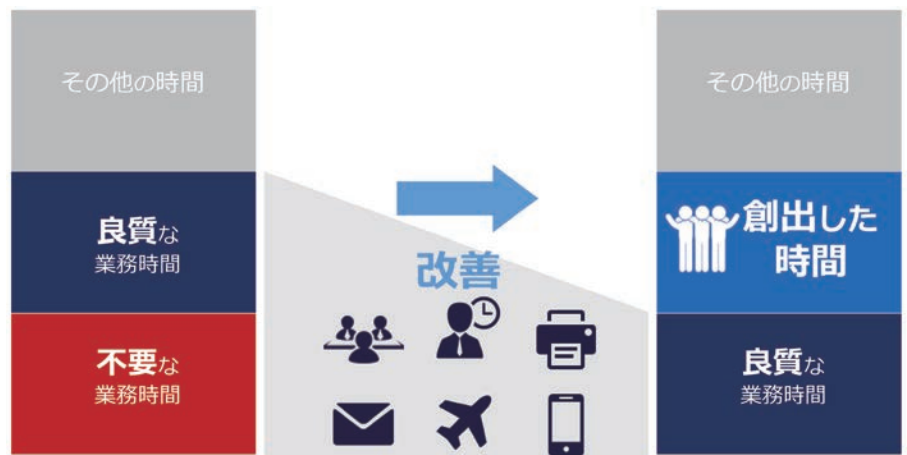 その他の時間
良質な
業務時間
不要な
業務時間
改善
その他の時間
創出した
時間
良質な
業務時間